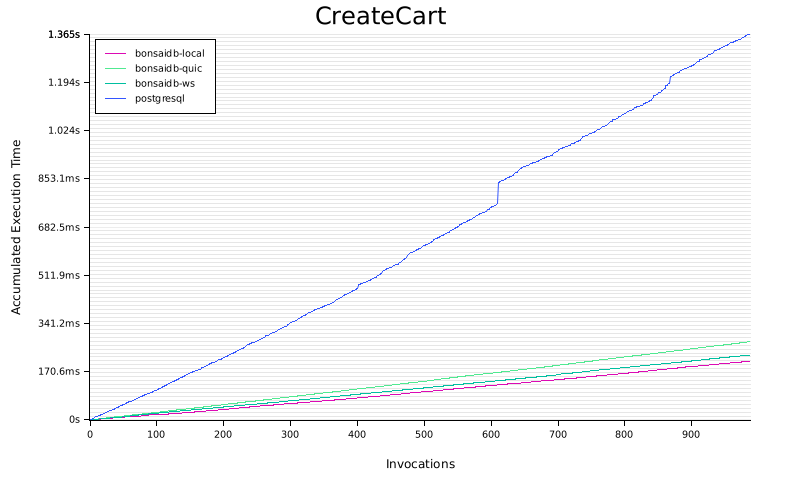 CreateCart
1.365s
1.194s
1.024s
853.1ms
682.5ms
511.9ms
341.2ms
170.6ms
0s
Accumulated Execution Time
bonsaidb-local
bonsaidb-quic
bonsaidb-ws
postgresql
0 100 200 300 400 500 600 700 800 900
Invocations